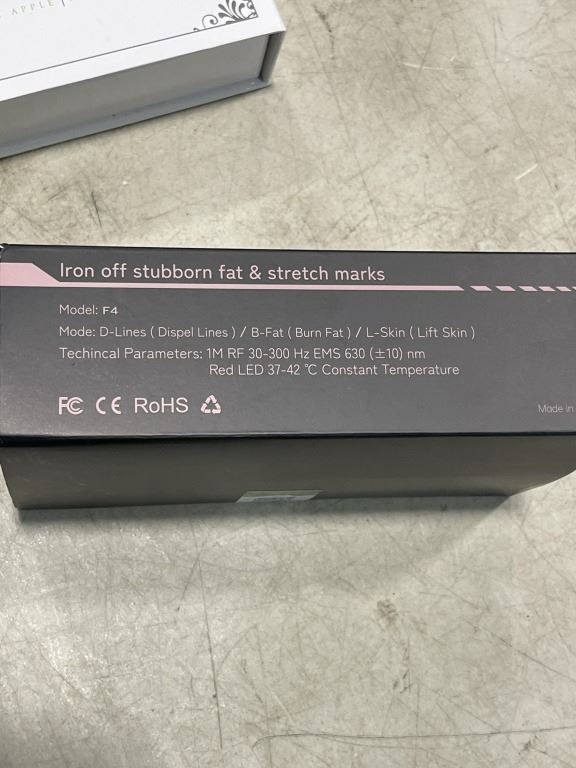 APPLE
Iron off stubborn fat & stretch marks
Model: F4
Mode: D-Lines ( Dispel Lines ) / B-Fat ( Burn Fat ) / L-Skin ( Lift Skin )
Techincal Parameters: 1M RF 30-300 Hz EMS 630 (±10) nm
Red LED 37-42 ℃ Constant Temperature
FC CE RoHS
Made in